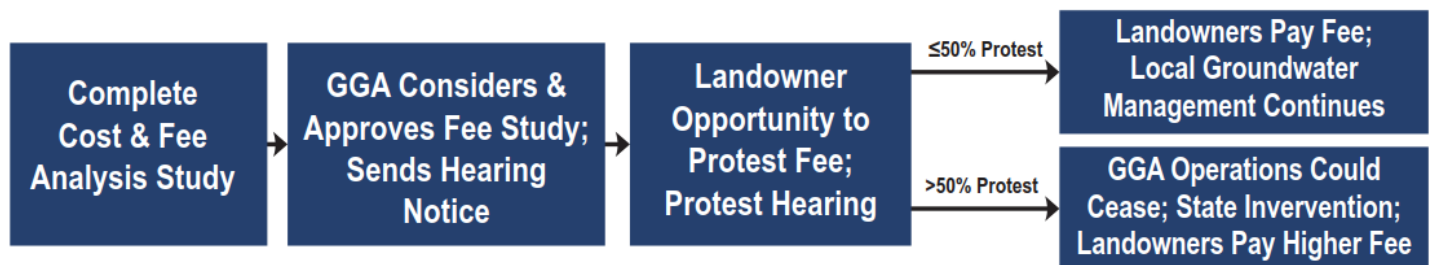 Complete
Cost & Fee
Analysis Study
GGA Considers &
Approves Fee Study;
Sends Hearing
Notice
Landowner
Opportunity to
Protest Fee;
Protest Hearing
≤50% Protest
Landowners Pay Fee;
Local Groundwater
Management Continues
>50% Protest
GGA Operations Could
Cease; State Invervention;
Landowners Pay Higher Fee